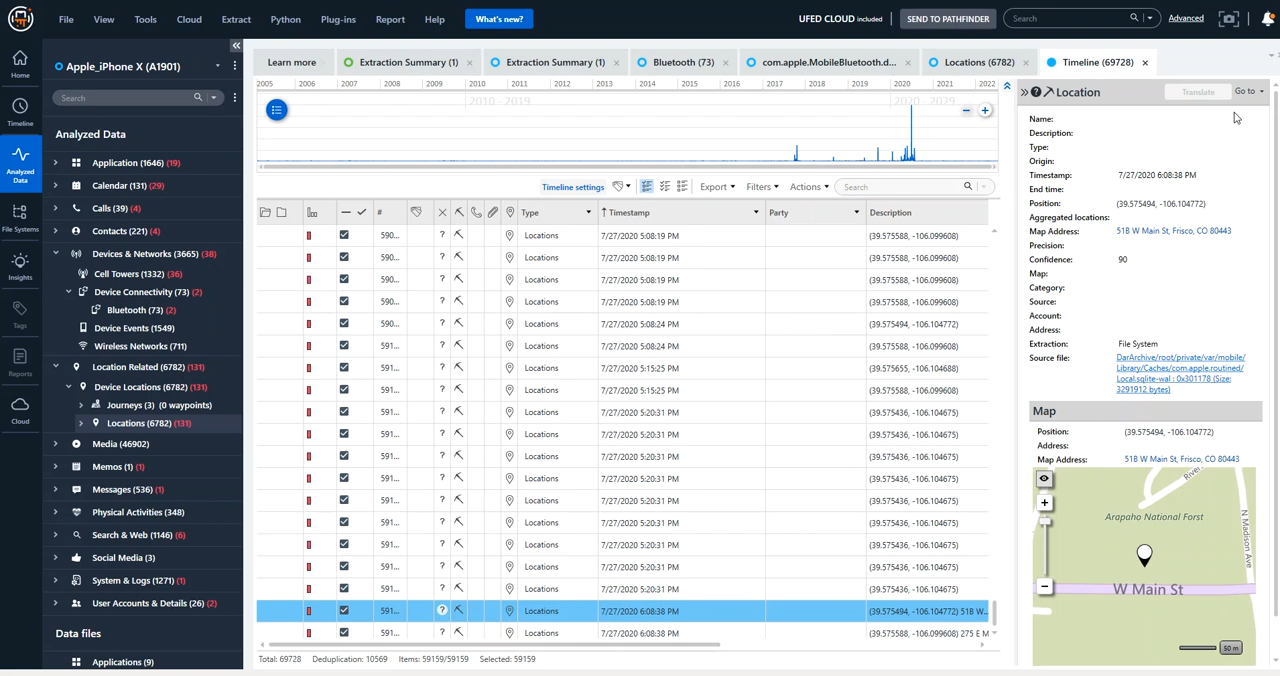 File View Tools Cloud Extract Python Plug-ins Report Help What's new? UFED CLOUD included SEND TO PATHFINDER Search Advanced
Home
Timeline
Analyzed Data
File Systems
Insights
Tags
Reports
Cloud
Apple_iPhone X (A1901)
Search
Analyzed Data
Application (1646) (19)
Calendar (131) (29)
Calls (39) (4)
Contacts (221) (4)
Devices & Networks (3665) (38)
Cell Towers (1332) (36)
Device Connectivity (73) (2)
Bluetooth (73) (2)
Device Events (1549)
Wireless Networks (711)
Location Related (6782) (131)
Device Locations (6782) (131)
Journeys (3) (0 waypoints)
Locations (6782) (131)
Media (46902)
Memos (1) (1)
Messages (536) (1)
Physical Activities (348)
Search & Web (1146) (6)
Social Media (3)
System & Logs (1271) (1)
User Accounts & Details (26) (2)
Data files
Applications (9)
Learn more Extraction Summary (1) × Extraction Summary (1) × Bluetooth (73) × com.apple.MobileBluetooth.d... × Locations (6782) × Timeline (69728) ×
2005 2006 2007 2008 2009 2010 2011 2012 2013 2014 2015 2016 2017 2018 2019 2020 2021 2022
2010 - 2019 2020 - 2029
Timeline settings Export Filters Actions Search
# Type Timestamp Party Description
590... ? Locations 7/27/2020 5:08:19 PM (39.575588, -106.099608)
590... ? Locations 7/27/2020 5:08:19 PM (39.575588, -106.099608)
590... ? Locations 7/27/2020 5:08:19 PM (39.575588, -106.099608)
590... ? Locations 7/27/2020 5:08:19 PM (39.575588, -106.099608)
590... ? Locations 7/27/2020 5:08:24 PM (39.575494, -106.104772)
591... ? Locations 7/27/2020 5:08:24 PM (39.575588, -106.099608)
591... ? Locations 7/27/2020 5:15:25 PM (39.575655, -106.104688)
591... ? Locations 7/27/2020 5:15:25 PM (39.575588, -106.099608)
591... ? Locations 7/27/2020 5:20:31 PM (39.575436, -106.104675)
591... ? Locations 7/27/2020 5:20:31 PM (39.575436, -106.104675)
591... ? Locations 7/27/2020 5:20:31 PM (39.575436, -106.104675)
591... ? Locations 7/27/2020 5:20:31 PM (39.575436, -106.104675)
591... ? Locations 7/27/2020 5:20:31 PM (39.575436, -106.104675)
591... ? Locations 7/27/2020 5:20:31 PM (39.575436, -106.104675)
591... ? Locations 7/27/2020 5:20:31 PM (39.575436, -106.104675)
591... ? Locations 7/27/2020 5:20:31 PM (39.575436, -106.104675)
591... ? Locations 7/27/2020 5:20:31 PM (39.575436, -106.104675)
591... ? Locations 7/27/2020 6:08:38 PM (39.575494, -106.104772) 518 W...
591... ? Locations 7/27/2020 6:08:38 PM (39.575588, -106.099608) 275 E M
Total: 69728 Deduplication: 10569 Items: 59159/59159 Selected: 59159
Location Translate Go to
Name:
Description:
Type:
Origin:
Timestamp: 7/27/2020 6:08:38 PM
End time:
Position: (39.575494, -106.104772)
Aggregated locations:
Map Address: 518 W Main St, Frisco, CO 80443
Precision:
Confidence: 90
Map:
Category:
Source:
Account:
Address:
Extraction: File System
Source file: DarArchive/root/private/var/mobile/
Library/Caches/com.apple.routined/
Local.sqlite-wal : 0x301178 (Size:
3291912 bytes)
Map
Position: (39.575494, -106.104772)
Address:
Map Address: 518 W Main St, Frisco, CO 80443
Arapaho National Forst
N Madison Ave
W Main St
50 m